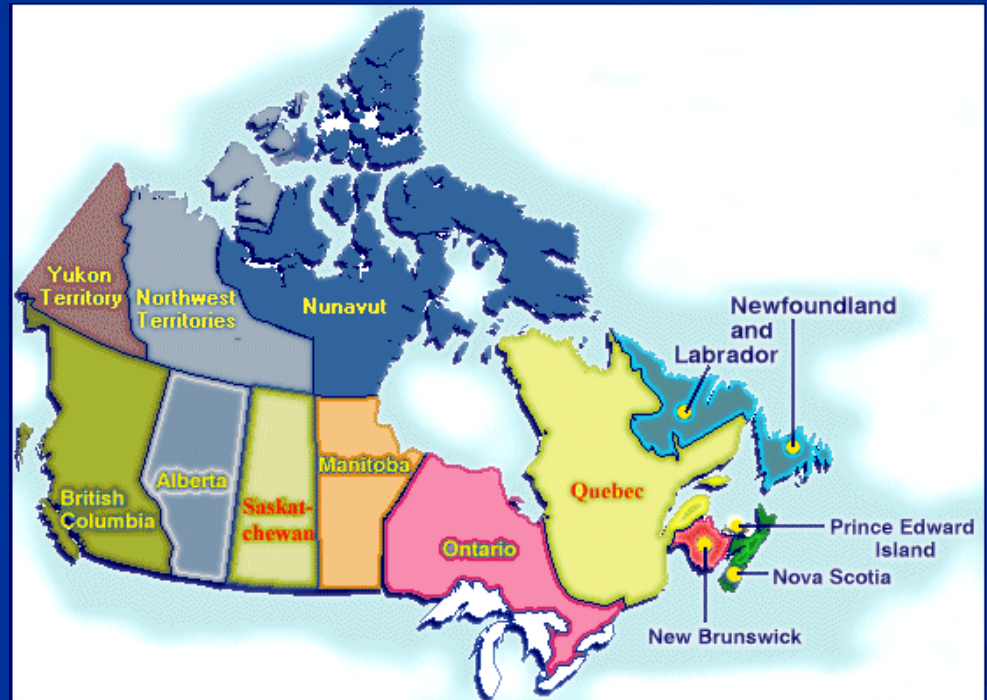 Yukon
Territory
Northwest
Territories
Nunavut
Newfoundland
and
Labrador
British
Columbia
Alberta
Saskat-
chewan
Manitoba
Ontario
Quebec
Prince Edward
Island
Nova Scotia
New Brunswick